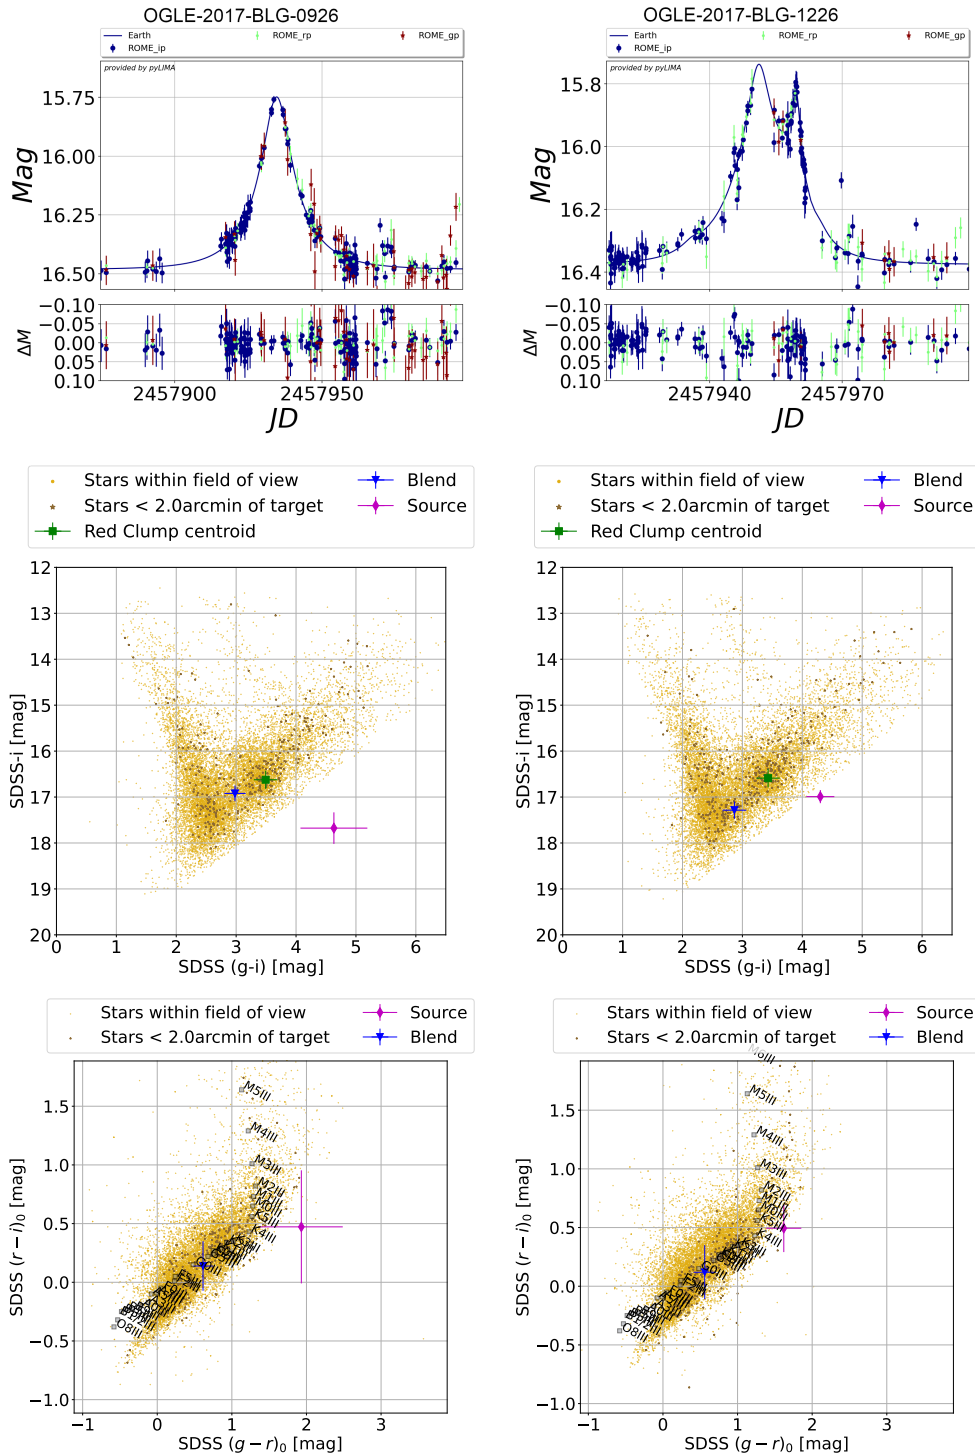 OGLE-2017-BLG-0926
Earth
ROME_ip
ROME_rp
ROME_gp
provided by pyLIMA
Mag
15.75
16.00
16.25
16.50
ΔM
−0.10
−0.05
0.00
0.05
0.10
2457900
2457950
JD
OGLE-2017-BLG-1226
Earth
ROME_ip
ROME_rp
ROME_gp
provided by pyLIMA
Mag
15.8
16.0
16.2
16.4
ΔM
−0.10
−0.05
0.00
0.05
0.10
2457940
2457970
JD
Stars within field of view
Stars < 2.0arcmin of target
Red Clump centroid
Blend
Source
SDSS-i [mag]
12
13
14
15
16
17
18
19
20
0 1 2 3 4 5 6
SDSS (g-i) [mag]
Stars within field of view
Stars < 2.0arcmin of target
Red Clump centroid
Blend
Source
SDSS-i [mag]
12
13
14
15
16
17
18
19
20
0 1 2 3 4 5 6
SDSS (g-i) [mag]
Stars within field of view
Stars < 2.0arcmin of target
Source
Blend
SDSS (r − i)₀ [mag]
1.5
1.0
0.5
0.0
−0.5
−1.0
M5III
M4III
M3III
M2III
M1III
M0III
K5III
K4III
O8III
−1 0 1 2 3
SDSS (g − r)₀ [mag]
Stars within field of view
Stars < 2.0arcmin of target
Source
Blend
SDSS (r − i)₀ [mag]
1.5
1.0
0.5
0.0
−0.5
−1.0
M6III
M5III
M4III
M3III
M2III
M1III
M0III
K5III
K4III
O8III
0 1 2 3
SDSS (g − r)₀ [mag]